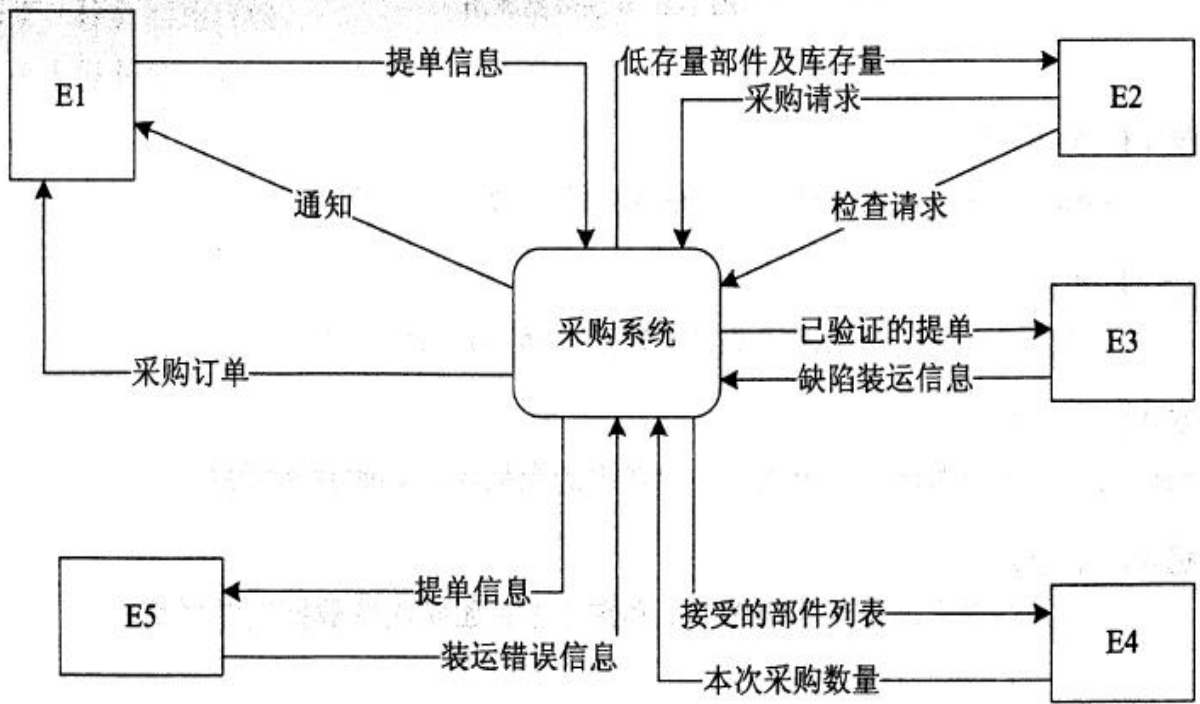 E1
提单信息
低存量部件及库存量
采购请求
E2
通知
检查请求
采购系统
已验证的提单
E3
缺陷装运信息
采购订单
提单信息
E5
装运错误信息
接受的部件列表
E4
本次采购数量